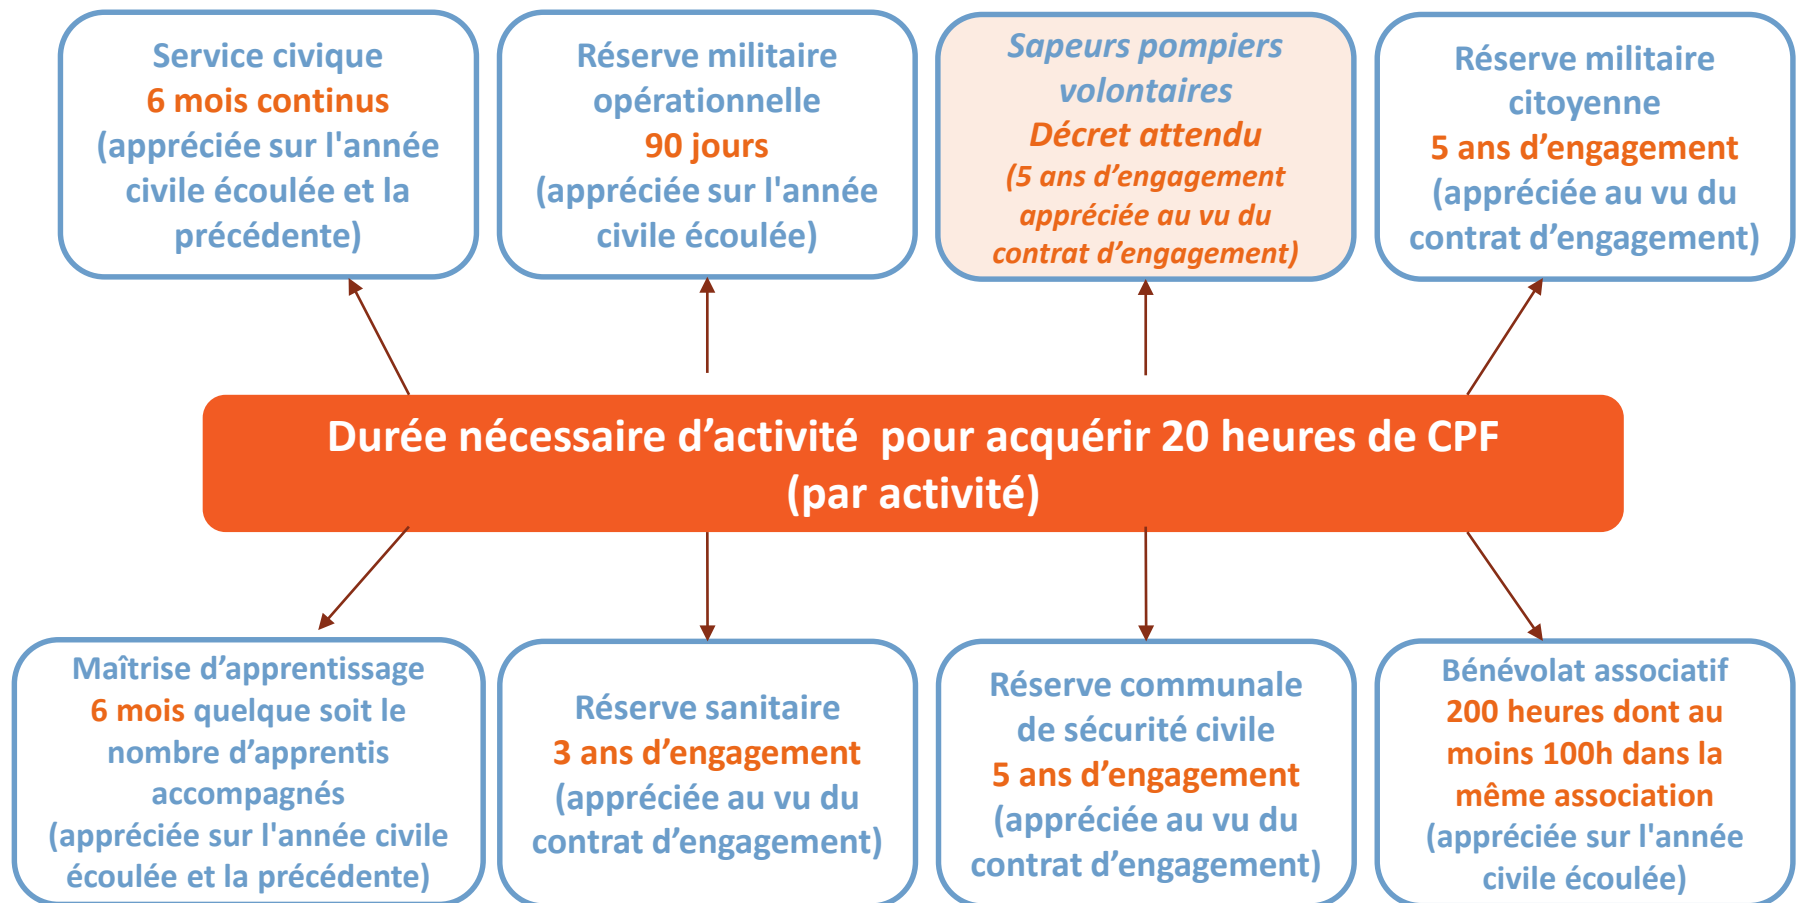 Service civique
6 mois continus
(appréciée sur l'année
civile écoulée et la
précédente)
Réserve militaire
opérationnelle
90 jours
(appréciée sur l'année
civile écoulée)
Sapeurs pompiers
volontaires
Décret attendu
(5 ans d’engagement
appréciée au vu du
contrat d’engagement)
Réserve militaire
citoyenne
5 ans d’engagement
(appréciée au vu du
contrat d’engagement)
Durée nécessaire d’activité pour acquérir 20 heures de CPF
(par activité)
Maîtrise d’apprentissage
6 mois quelque soit le
nombre d’apprentis
accompagnés
(appréciée sur l'année civile
écoulée et la précédente)
Réserve sanitaire
3 ans d’engagement
(appréciée au vu du
contrat d’engagement)
Réserve communale
de sécurité civile
5 ans d’engagement
(appréciée au vu du
contrat d’engagement)
Bénévolat associatif
200 heures dont au
moins 100h dans la
même association
(appréciée sur l'année
civile écoulée)